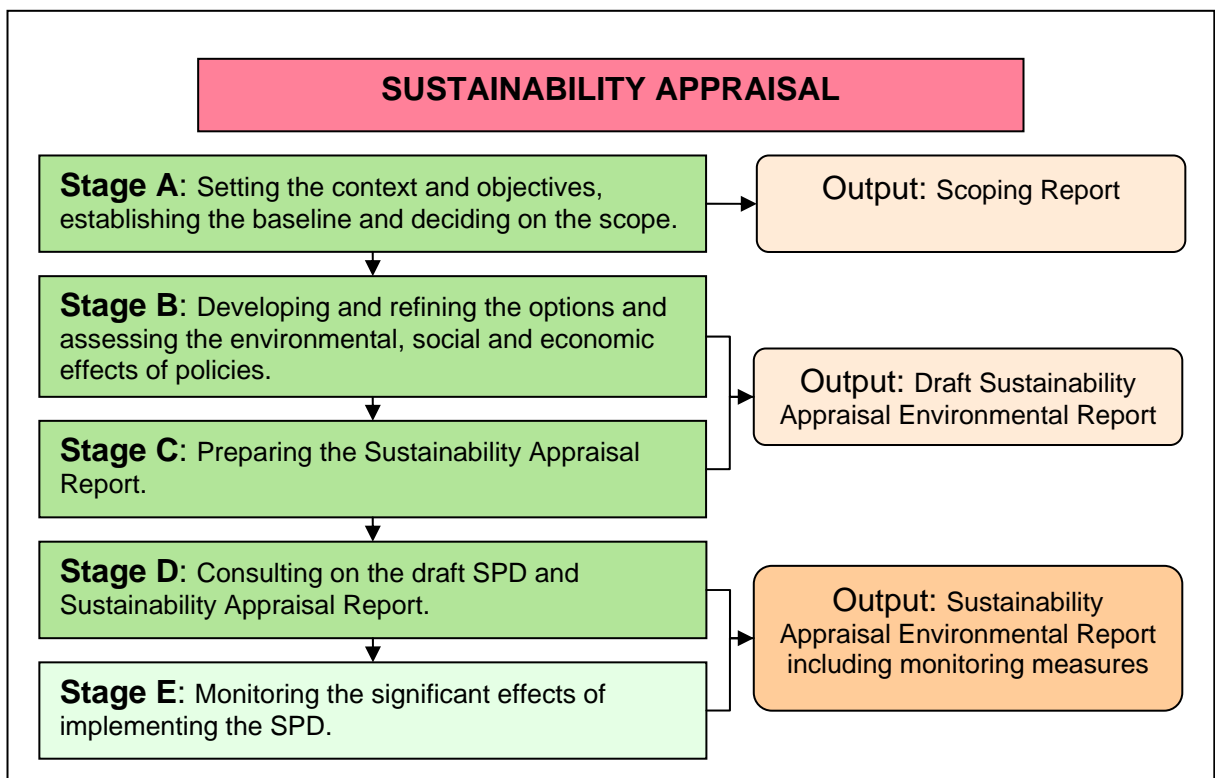 SUSTAINABILITY APPRAISAL
Stage A: Setting the context and objectives,
establishing the baseline and deciding on the scope.
Output: Scoping Report
Stage B: Developing and refining the options and
assessing the environmental, social and economic
effects of policies.
Output: Draft Sustainability
Appraisal Environmental Report
Stage C: Preparing the Sustainability Appraisal
Report.
Stage D: Consulting on the draft SPD and
Sustainability Appraisal Report.
Output: Sustainability
Appraisal Environmental Report
including monitoring measures
Stage E: Monitoring the significant effects of
implementing the SPD.